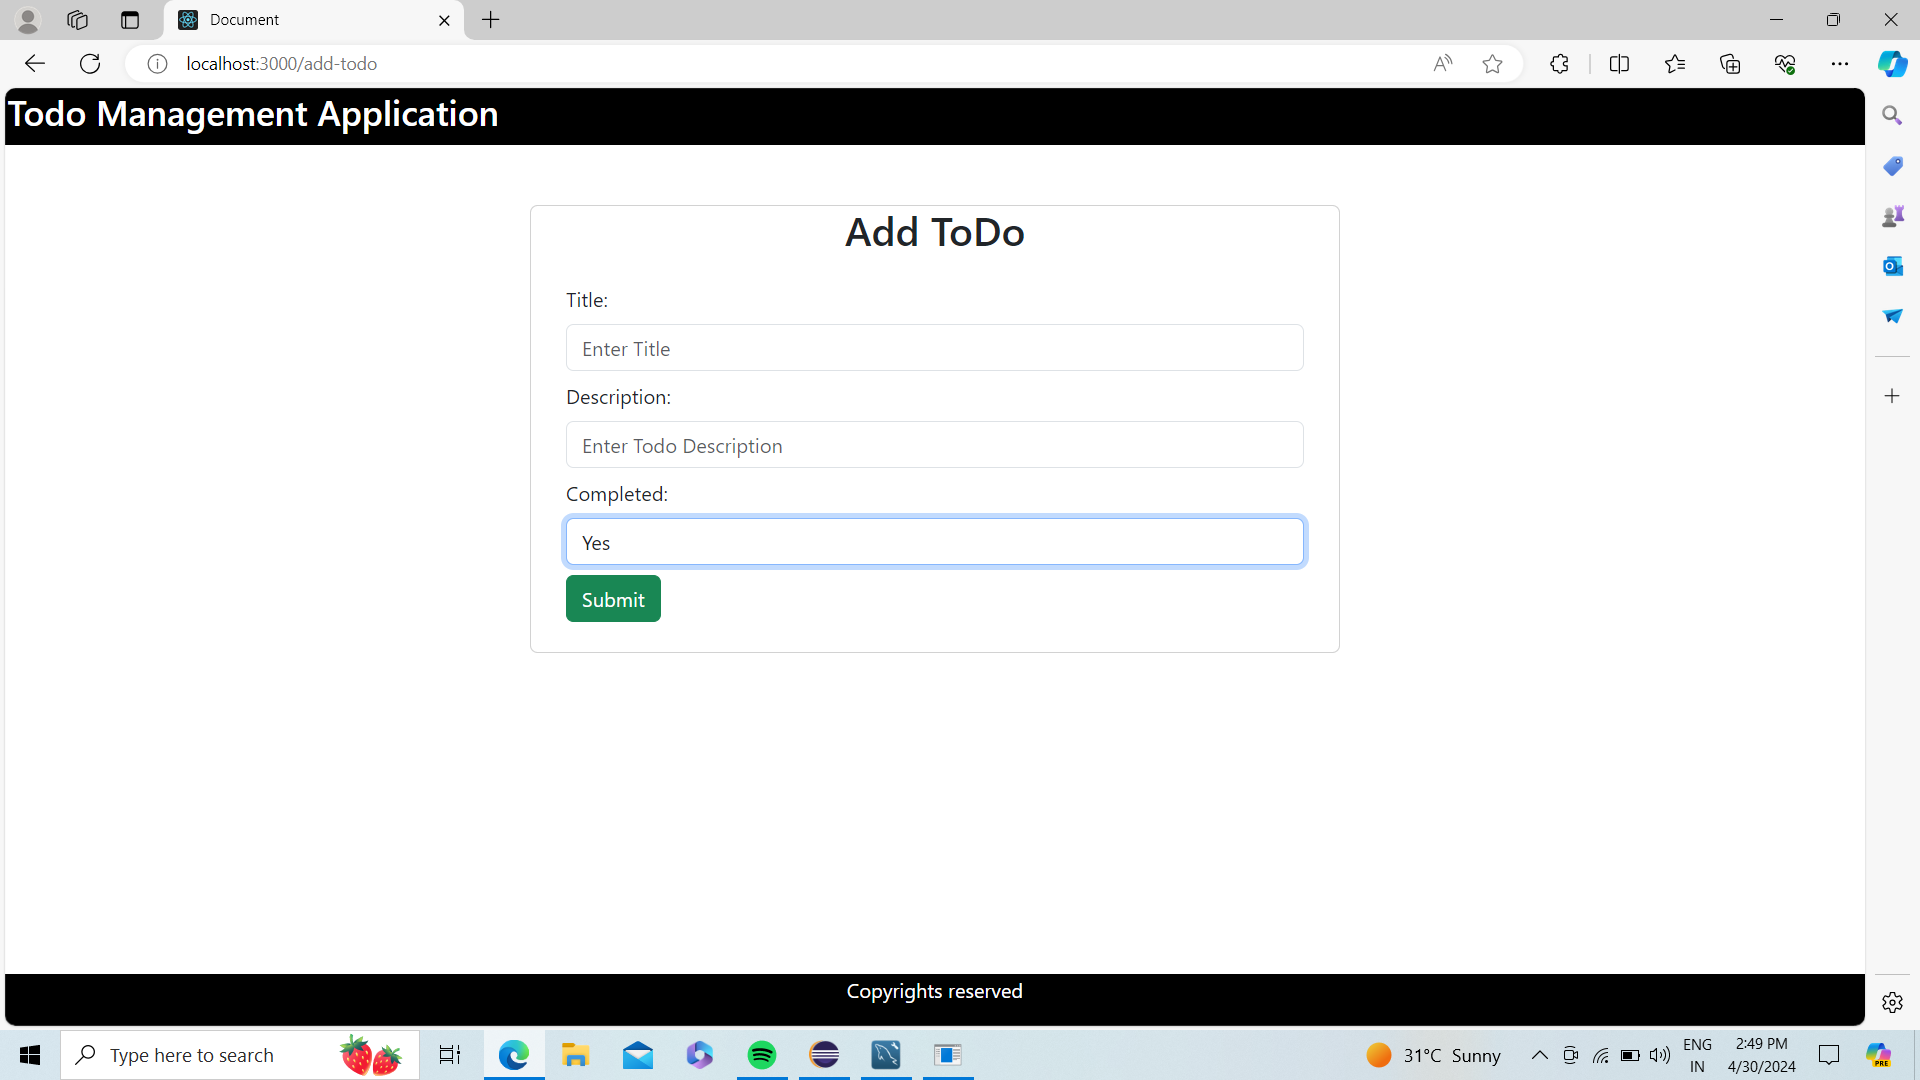 Document
localhost:3000/add-todo
Todo Management Application
Add ToDo
Title:
Enter Title
Description:
Enter Todo Description
Completed:
Yes
Submit
Copyrights reserved
Type here to search
31°C Sunny
ENG
IN
2:49 PM
4/30/2024
PRE